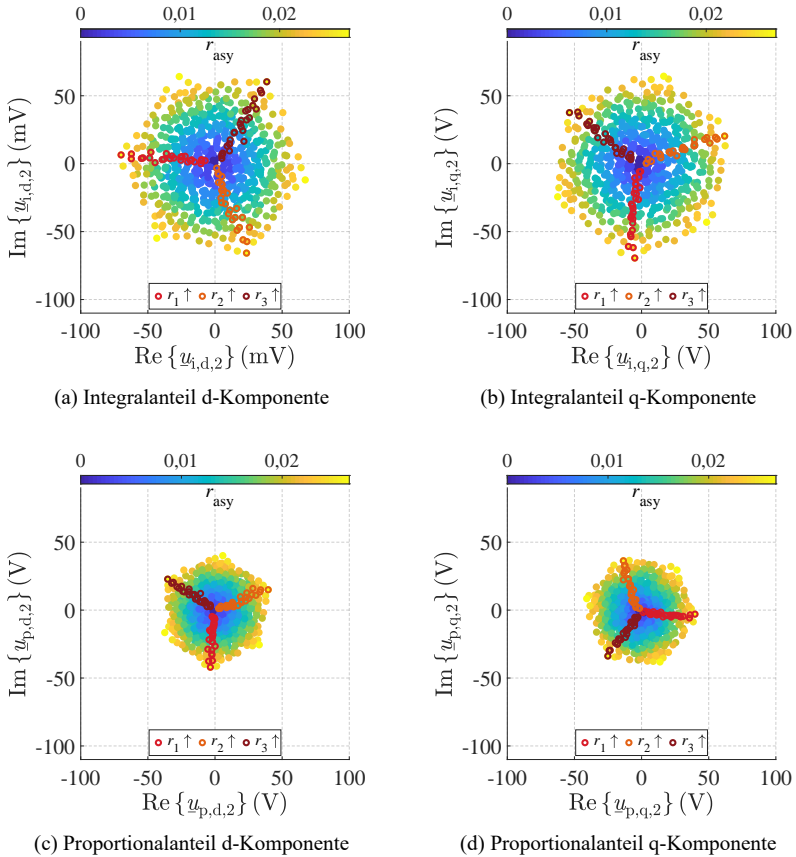 0 0,01 0,02
r_asy
Im {u_i,d,2} (mV)
50
0
-50
-100
r_1 ↑ r_2 ↑ r_3 ↑
-100 -50 0 50 100
Re {u_i,d,2} (mV)
(a) Integralanteil d-Komponente
0 0,01 0,02
r_asy
Im {u_i,q,2} (V)
50
0
-50
-100
r_1 ↑ r_2 ↑ r_3 ↑
-100 -50 0 50 100
Re {u_i,q,2} (V)
(b) Integralanteil q-Komponente
0 0,01 0,02
r_asy
Im {u_p,d,2} (V)
50
0
-50
-100
r_1 ↑ r_2 ↑ r_3 ↑
-100 -50 0 50 100
Re {u_p,d,2} (V)
(c) Proportionalanteil d-Komponente
0 0,01 0,02
r_asy
Im {u_p,q,2} (V)
50
0
-50
-100
r_1 ↑ r_2 ↑ r_3 ↑
-100 -50 0 50 100
Re {u_p,q,2} (V)
(d) Proportionalanteil q-Komponente